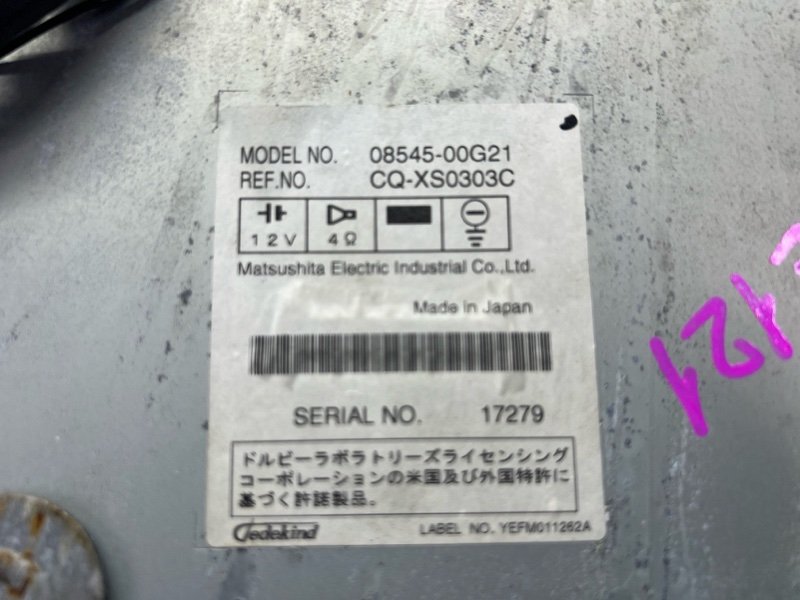 MODEL NO. 08545-00G21
REF.NO. CQ-XS0303C
12V 4Ω
Matsushita Electric Industrial Co.,Ltd.
Made in Japan
SERIAL NO. 17279
ドルビーラボラトリーズライセンシング
コーポレーションの米国及び外国特許に
基づく許諾製品。
Gedekind LABEL NO. YEFM011262A
121